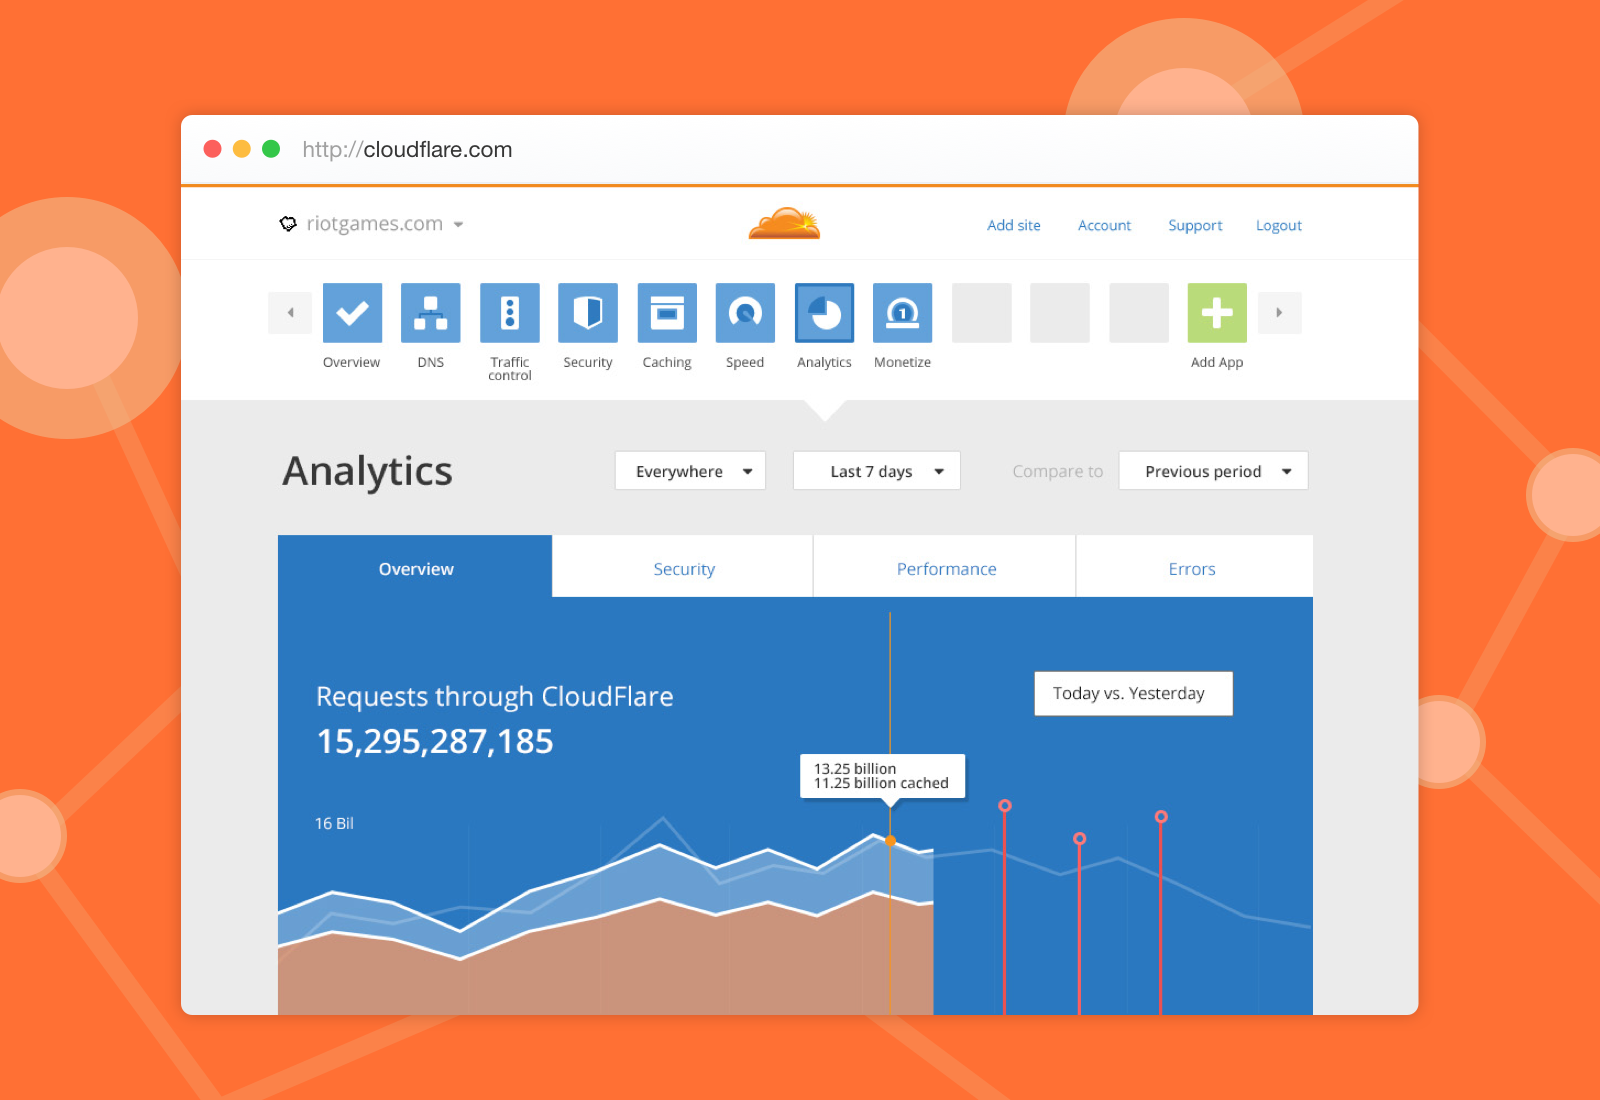 http://cloudflare.com
riotgames.com
Add site
Account
Support
Logout
Overview
DNS
Traffic
control
Security
Caching
Speed
1
Analytics
Monetize
Add App
Analytics
Everywhere
Last 7 days
Compare to
Previous period
Overview
Security
Performance
Errors
Requests through CloudFlare
15,295,287,185
Today vs. Yesterday
13.25 billion
11.25 billion cached
16 Bil